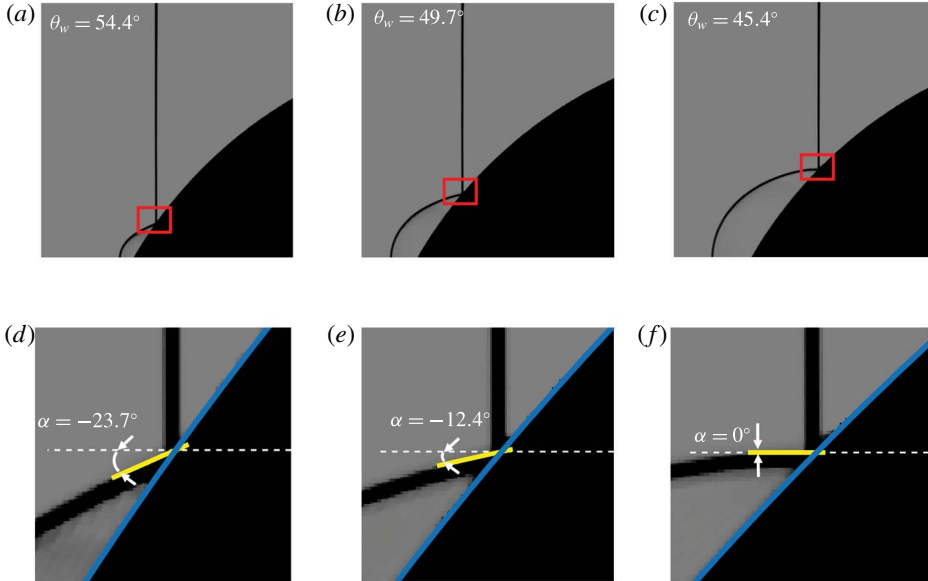 (a)
θw = 54.4°
(b)
θw = 49.7°
(c)
θw = 45.4°
(d)
α = −23.7°
(e)
α = −12.4°
(f)
α = 0°